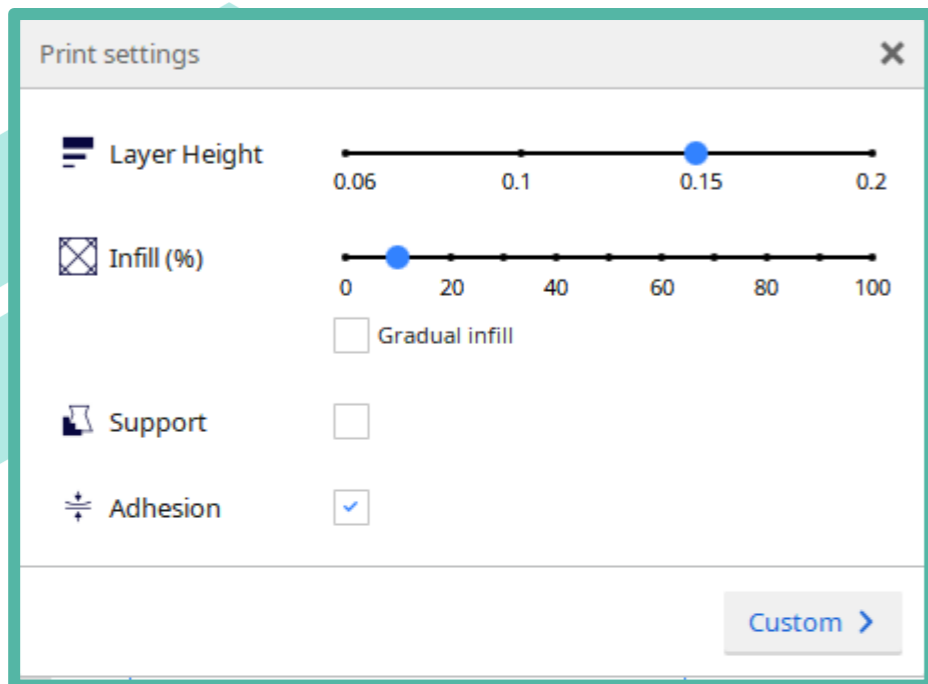 Print settings
Layer Height
0.06 0.1 0.15 0.2
Infill (%)
0 20 40 60 80 100
Gradual infill
Support
Adhesion
Custom